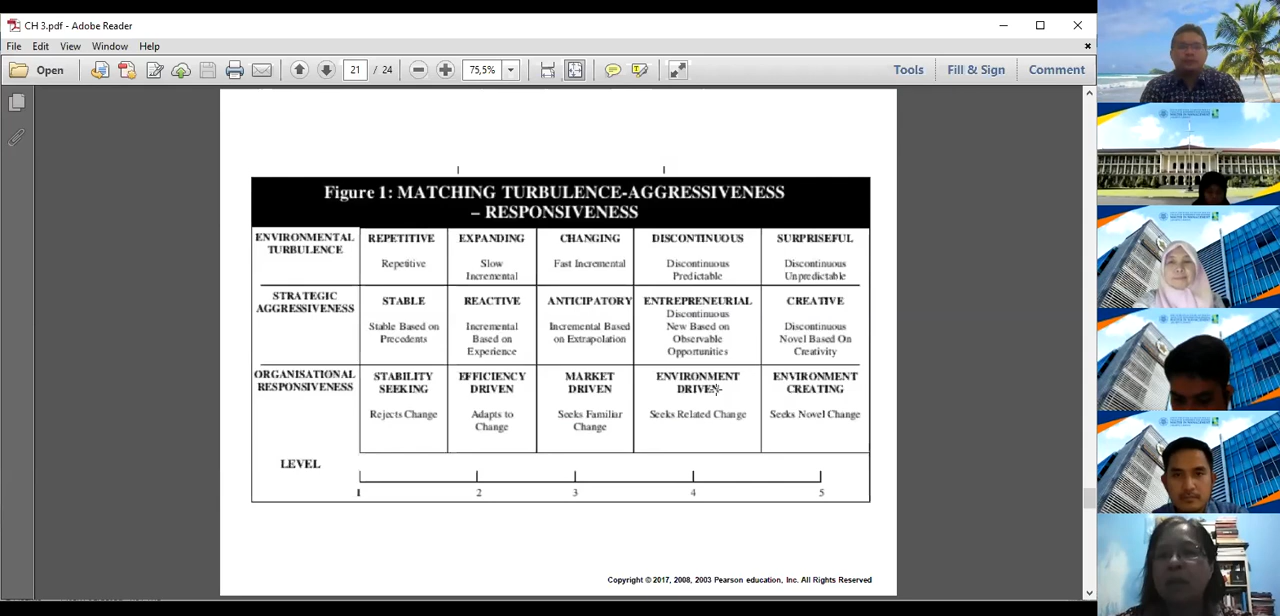 CH 3.pdf - Adobe Reader
File Edit View Window Help
Open 21 / 24 75,5% Tools Fill & Sign Comment
Figure 1: MATCHING TURBULENCE-AGGRESSIVENESS
– RESPONSIVENESS
ENVIRONMENTAL
TURBULENCE
REPETITIVE
Repetitive
EXPANDING
Slow
Incremental
CHANGING
Fast Incremental
DISCONTINUOUS
Discontinuous
Predictable
SURPRISEFUL
Discontinuous
Unpredictable
STRATEGIC
AGGRESSIVENESS
STABLE
Stable Based on
Precedents
REACTIVE
Incremental
Based on
Experience
ANTICIPATORY
Incremental Based
on Extrapolation
ENTREPRENEURIAL
Discontinuous
New Based on
Observable
Opportunities
CREATIVE
Discontinuous
Novel Based On
Creativity
ORGANISATIONAL
RESPONSIVENESS
STABILITY
SEEKING
Rejects Change
EFFICIENCY
DRIVEN
Adapts to
Change
MARKET
DRIVEN
Seeks Familiar
Change
ENVIRONMENT
DRIVEN
Seeks Related Change
ENVIRONMENT
CREATING
Seeks Novel Change
LEVEL
1 2 3 4 5
Copyright © 2017, 2008, 2003 Pearson education, Inc. All Rights Reserved